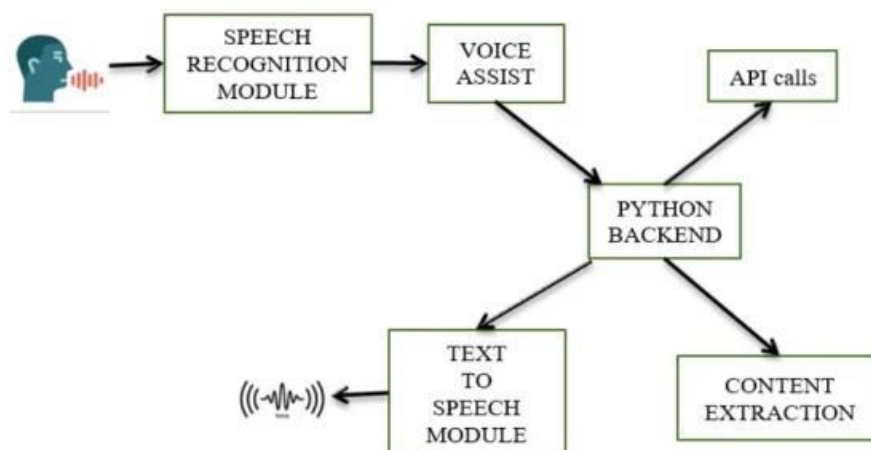 SPEECH
RECOGNITION
MODULE
VOICE
ASSIST
API calls
PYTHON
BACKEND
TEXT
TO
SPEECH
MODULE
CONTENT
EXTRACTION